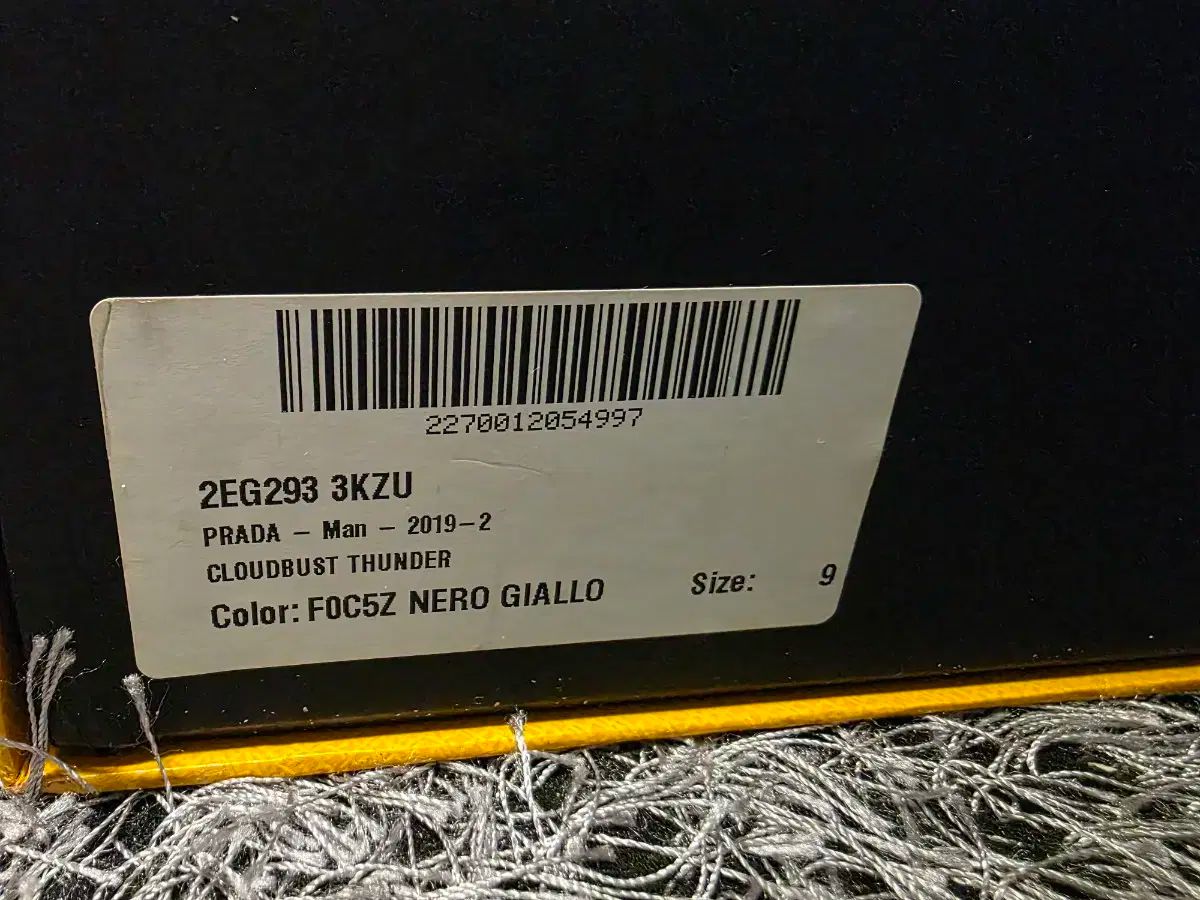 2270012054997
2EG293 3KZU
PRADA – Man – 2019–2
CLOUDBUST THUNDER
Color: F0C5Z NERO GIALLO Size: 9